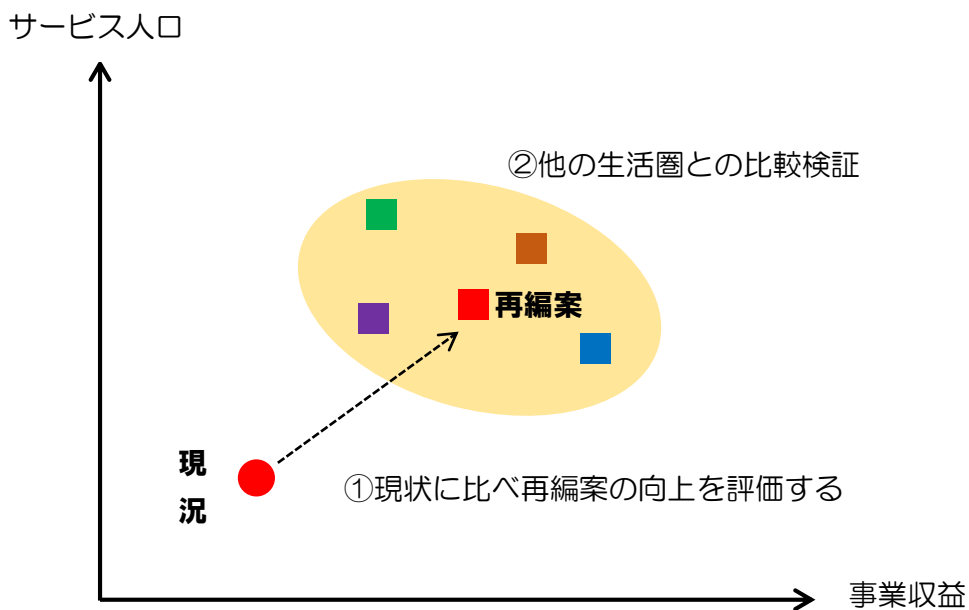 サービス人口
②他の生活圏との比較検証
再編案
現
況
①現状に比べ再編案の向上を評価する
事業収益